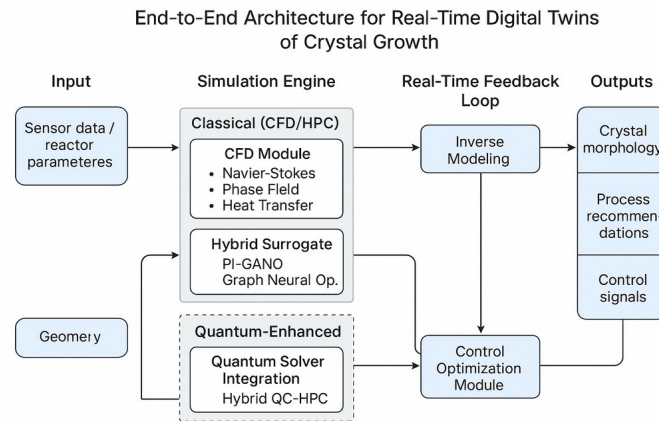 End-to-End Architecture for Real-Time Digital Twins
of Crystal Growth
Input
Simulation Engine
Real-Time Feedback
Loop
Outputs
Sensor data /
reactor
parameteres
Classical (CFD/HPC)
CFD Module
• Navier-Stokes
• Phase Field
• Heat Transfer
Hybrid Surrogate
PI-GANO
Graph Neural Op.
Inverse
Modeling
Crystal
morphology
Process
recommen-
dations
Control
signals
Geomery
Quantum-Enhanced
Quantum Solver
Integration
Hybrid QC-HPC
Control
Optimization
Module